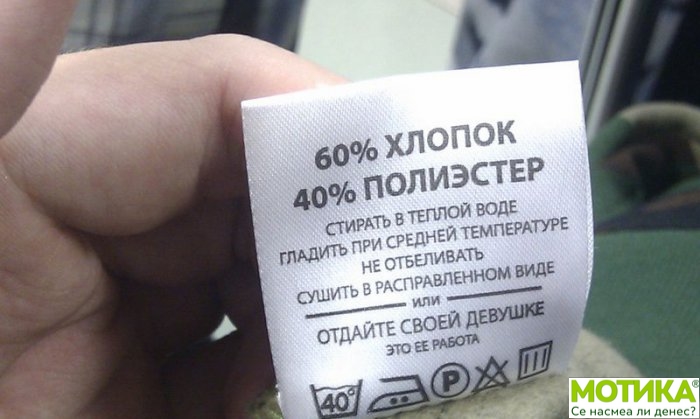 60% ХЛОПОК
40% ПОЛИЭСТЕР
СТИРАТЬ В ТЕПЛОЙ ВОДЕ
ГЛАДИТЬ ПРИ СРЕДНЕЙ ТЕМПЕРАТУРЕ
НЕ ОТБЕЛИВАТЬ
СУШИТЬ В РАСПРАВЛЕННОМ ВИДЕ
ИЛИ
ОТДАЙТЕ СВОЕЙ ДЕВУШКЕ
ЭТО ЕЕ РАБОТА
40° P
МОТИКА!
Се насмеа ли денес?